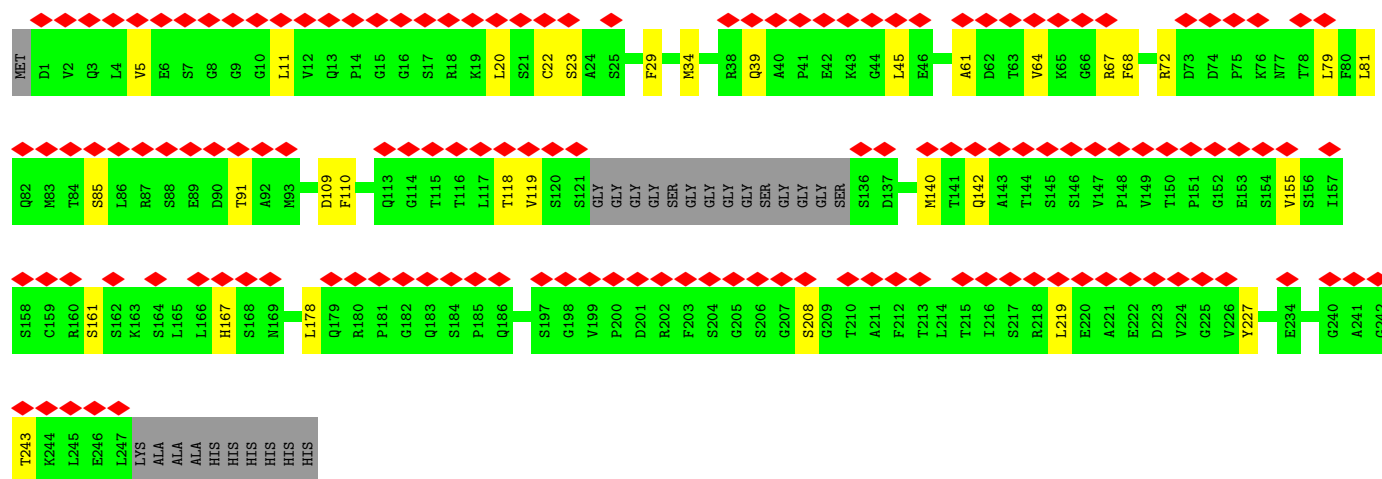 MET D1 V2 Q3 L4 V5 E6 S7 G8 G9 G10 L11 V12 Q13 P14 G15 G16 S17 R18 K19 L20 S21 C22 S23 A24 S25 F29 M34 R38 Q39 A40 P41 E42 K43 G44 L45 E46 A61 D62 T63 V64 K65 G66 R67 F68 R72 D73 D74 P75 K76 N77 T78 L79 F80 L81
Q82 M83 T84 S85 L86 R87 S88 E89 D90 T91 A92 M93 D109 F110 Q113 G114 T115 T116 L117 T118 V119 S120 S121 GLY GLY GLY GLY SER GLY GLY GLY GLY SER GLY GLY GLY GLY SER S136 D137 M140 T141 Q142 A143 T144 S145 S146 V147 P148 V149 T150 P151 G152 E153 S154 V155 S156 I157
S158 C159 R160 S161 S162 K163 S164 L165 L166 H167 S168 N169 L178 Q179 R180 P181 G182 Q183 S184 P185 Q186 S197 G198 V199 P200 D201 R202 F203 S204 G205 S206 G207 S208 G209 T210 A211 F212 T213 L214 T215 I216 S217 R218 L219 E220 A221 E222 D223 V224 G225 V226 Y227 E234 G240 A241 G242
T243 K244 L245 E246 L247 LYS ALA ALA ALA HIS HIS HIS HIS HIS HIS